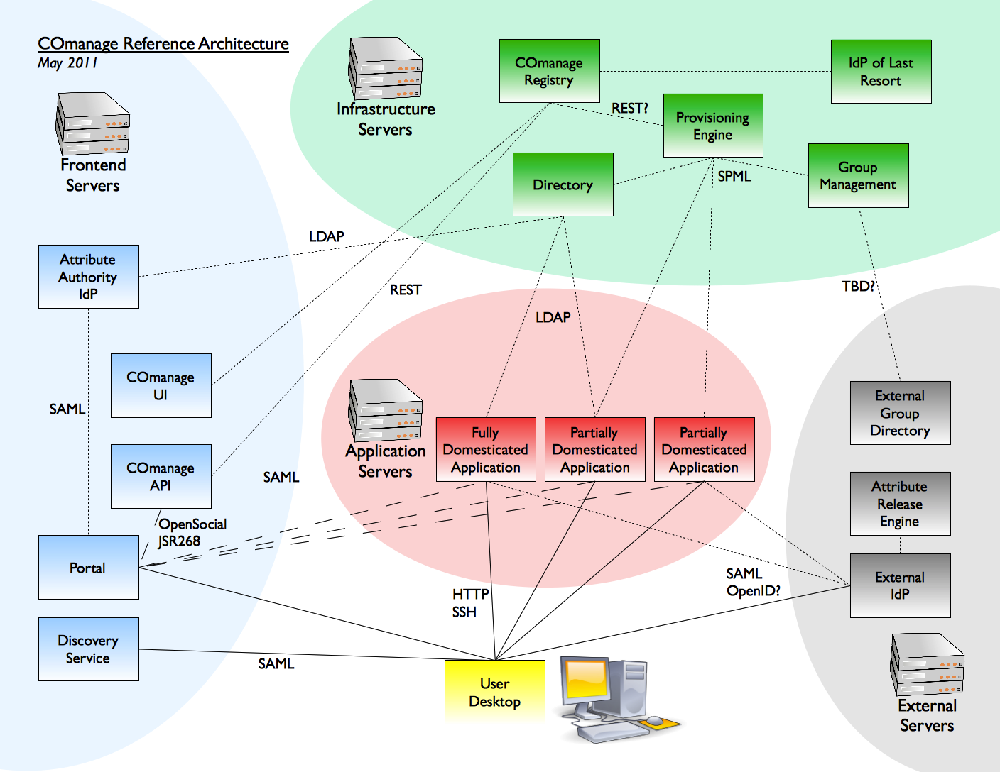 COmanage Reference Architecture
May 2011
Frontend
Servers
Infrastructure
Servers
COmanage
Registry
IdP of Last
Resort
REST?
Provisioning
Engine
Directory
SPML
Group
Management
LDAP
Attribute
Authority
IdP
REST
TBD?
LDAP
COmanage
UI
SAML
Application
Servers
Fully
Domesticated
Application
Partially
Domesticated
Application
Partially
Domesticated
Application
External
Group
Directory
COmanage
API
SAML
Attribute
Release
Engine
OpenSocial
JSR268
Portal
SAML
OpenID?
External
IdP
HTTP
SSH
Discovery
Service
SAML
User
Desktop
External
Servers